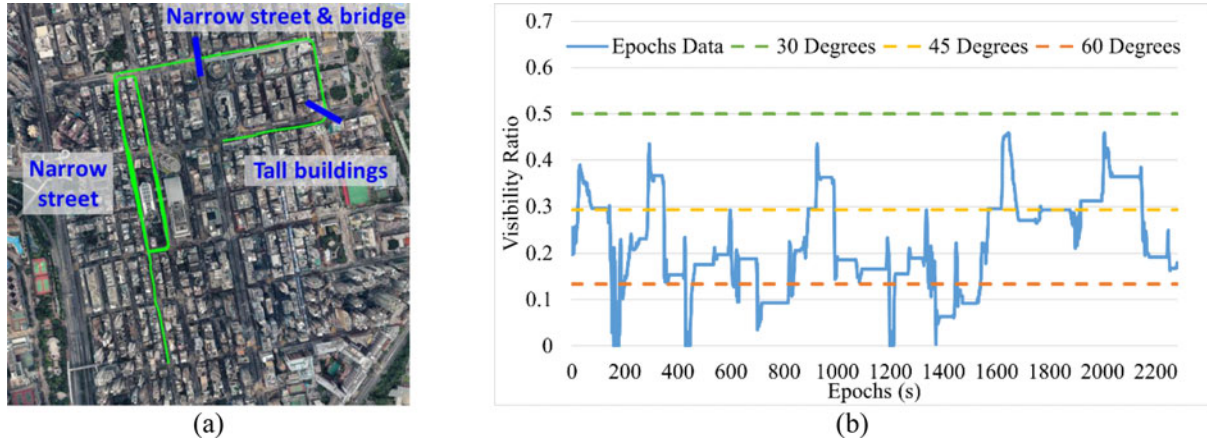 Narrow street & bridge
Narrow
street
Tall buildings
(a)
0.7
0.6
0.5
0.4
0.3
0.2
0.1
0
Visibility Ratio
Epochs Data
30 Degrees
45 Degrees
60 Degrees
0 200 400 600 800 1000 1200 1400 1600 1800 2000 2200
Epochs (s)
(b)